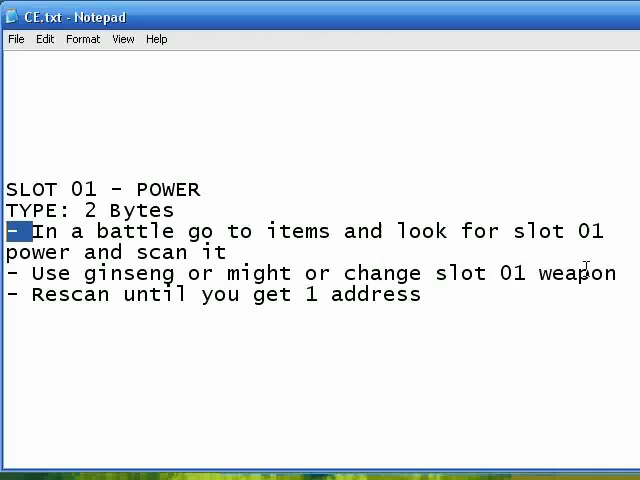 CE.txt - Notepad
File Edit Format View Help
SLOT 01 - POWER
TYPE: 2 Bytes
- In a battle go to items and look for slot 01
power and scan it
- Use ginseng or might or change slot 01 weapon
- Rescan until you get 1 address